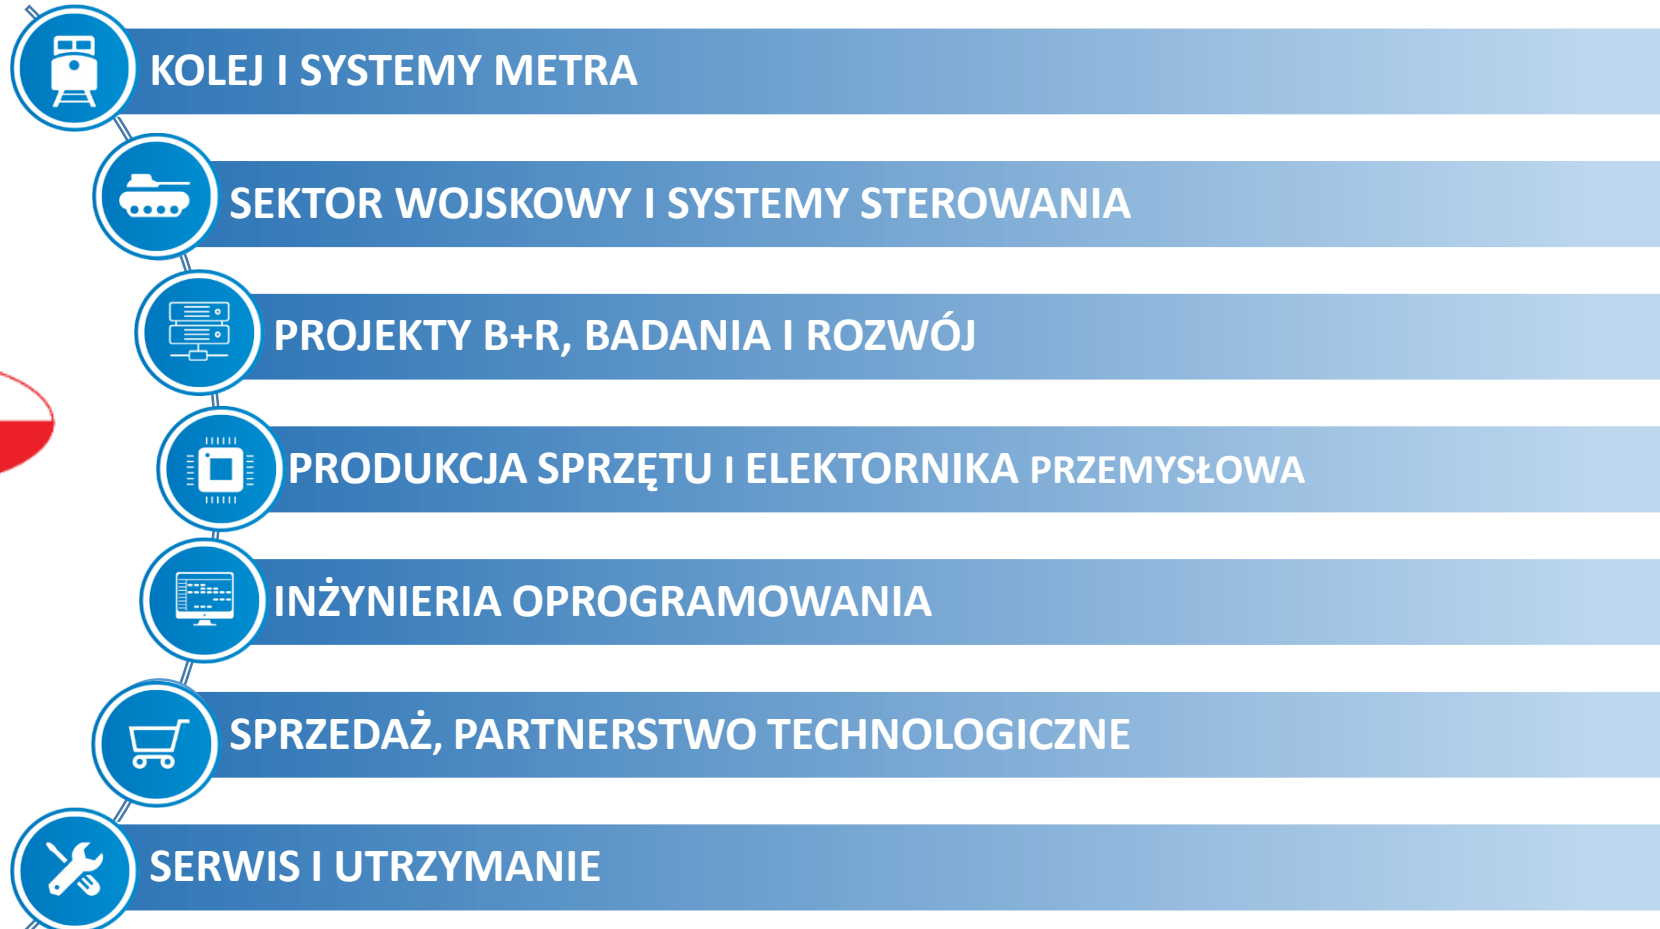 KOLEJ I SYSTEMY METRA
SEKTOR WOJSKOWY I SYSTEMY STEROWANIA
PROJEKTY B+R, BADANIA I ROZWÓJ
PRODUKCJA SPRZĘTU I ELEKTORNIKA PRZEMYSŁOWA
INŻYNIERIA OPROGRAMOWANIA
SPRZEDAŻ, PARTNERSTWO TECHNOLOGICZNE
SERWIS I UTRZYMANIE